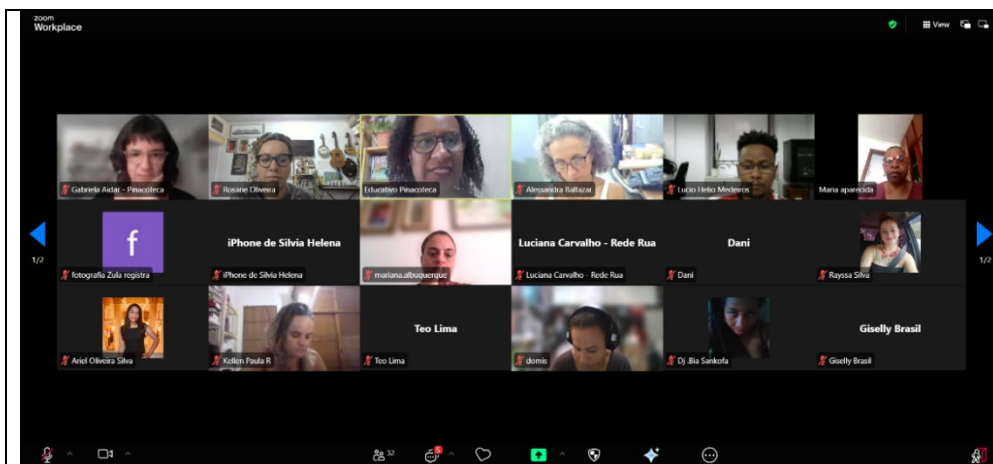 zoom
Workplace
View
Gabriela Aidar - Pinacoteca
Rosane Oliveira
Educativo Pinacoteca
Alessandra Baltazar
Lucio Helio Medeiros
Maria aparecida
f
fotografia Zula registra
iPhone de Silvia Helena
iPhone de Silvia Helena
mariana.albuquerque
Luciana Carvalho - Rede Rua
Luciana Carvalho - Rede Rua
Dani
Dani
Rayssa Silva
1/2
1/2
Ariel Oliveira Silva
Kellen Paula R
Teo Lima
Teo Lima
domis
Dj .Bia Sankofa
Giselly Brasil
Giselly Brasil
32
5